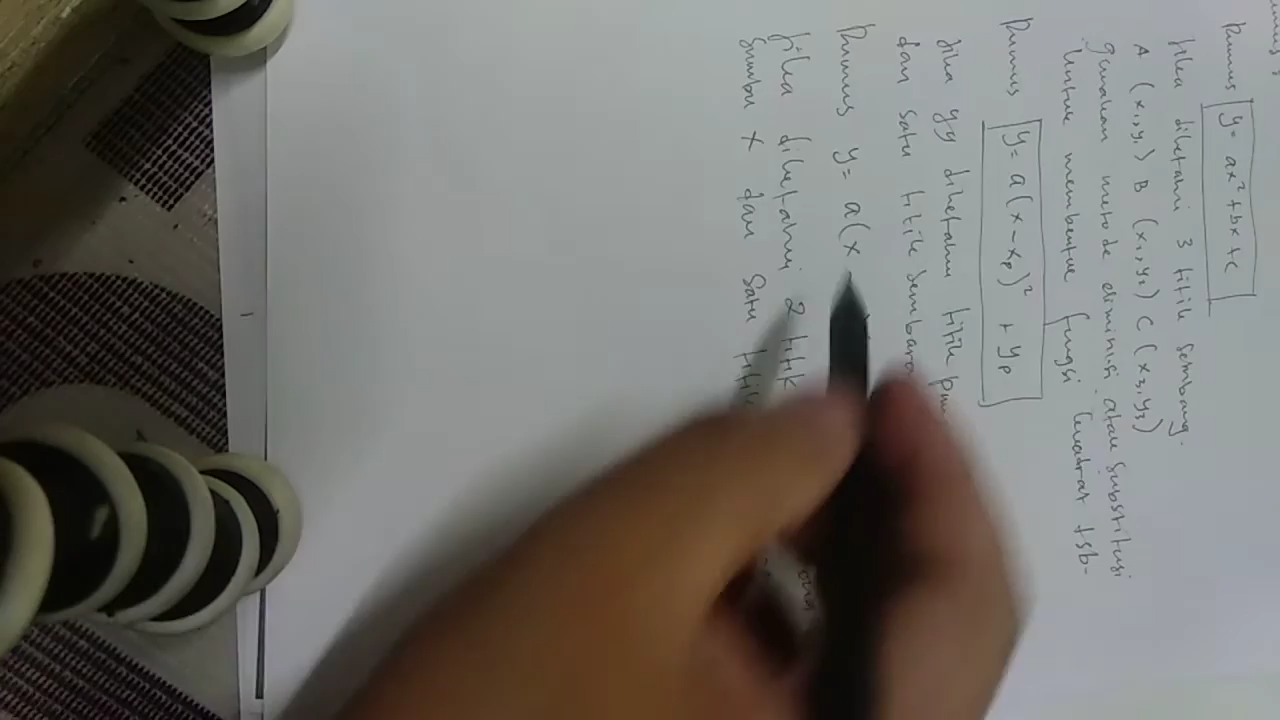 Rumus y = ax² + bx + c
Jika diketahui 3 titik sembarang.
A (x₁, y₁) B (x₂, y₂) C (x₃, y₃)
gunakan metode eliminasi atau substitusi
untuk membentuk fungsi kuadrat tsb-
Rumus y = a(x - xₚ)² + yₚ
Jika yg diketahui titik
dan satu titik
Rumus y = a(x
Jika diketahui 2 titik
Sumbu x dan satu titik